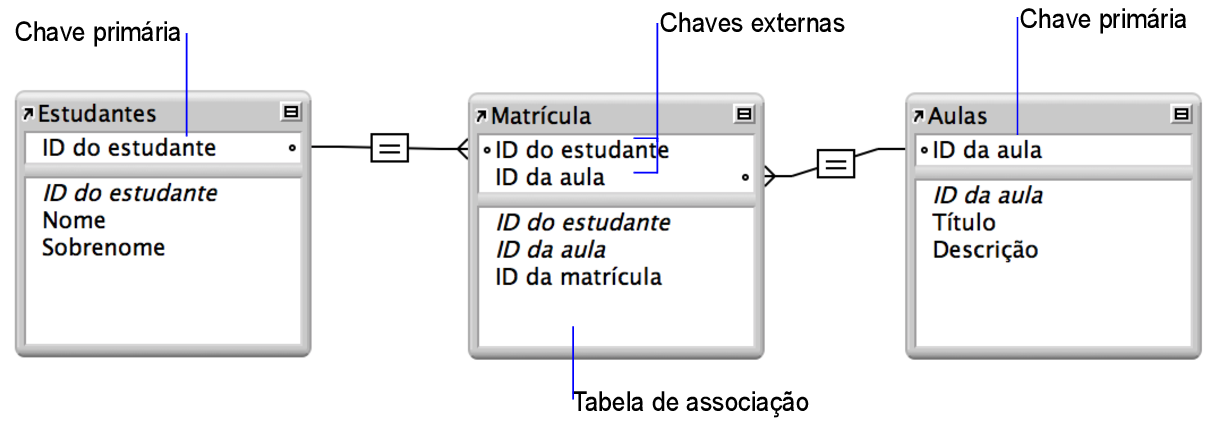 Chave primária
Chaves externas
Chave primária
Estudantes
ID do estudante
ID do estudante
Nome
Sobrenome
Matrícula
ID do estudante
ID da aula
ID do estudante
ID da aula
ID da matrícula
Aulas
ID da aula
ID da aula
Título
Descrição
Tabela de associação